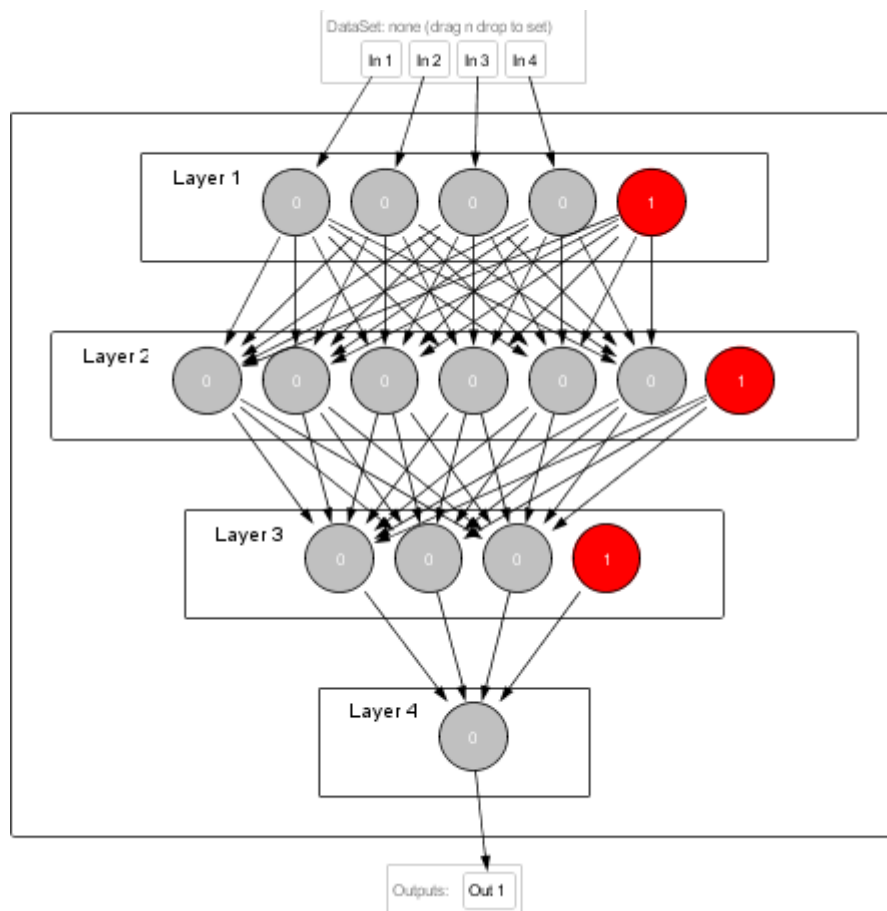 DataSet: none (drag n drop to set)
In 1 In 2 In 3 In 4
Layer 1
0 0 0 0 1
Layer 2
0 0 0 0 0 0 1
Layer 3
0 0 0 1
Layer 4
0
Outputs: Out 1